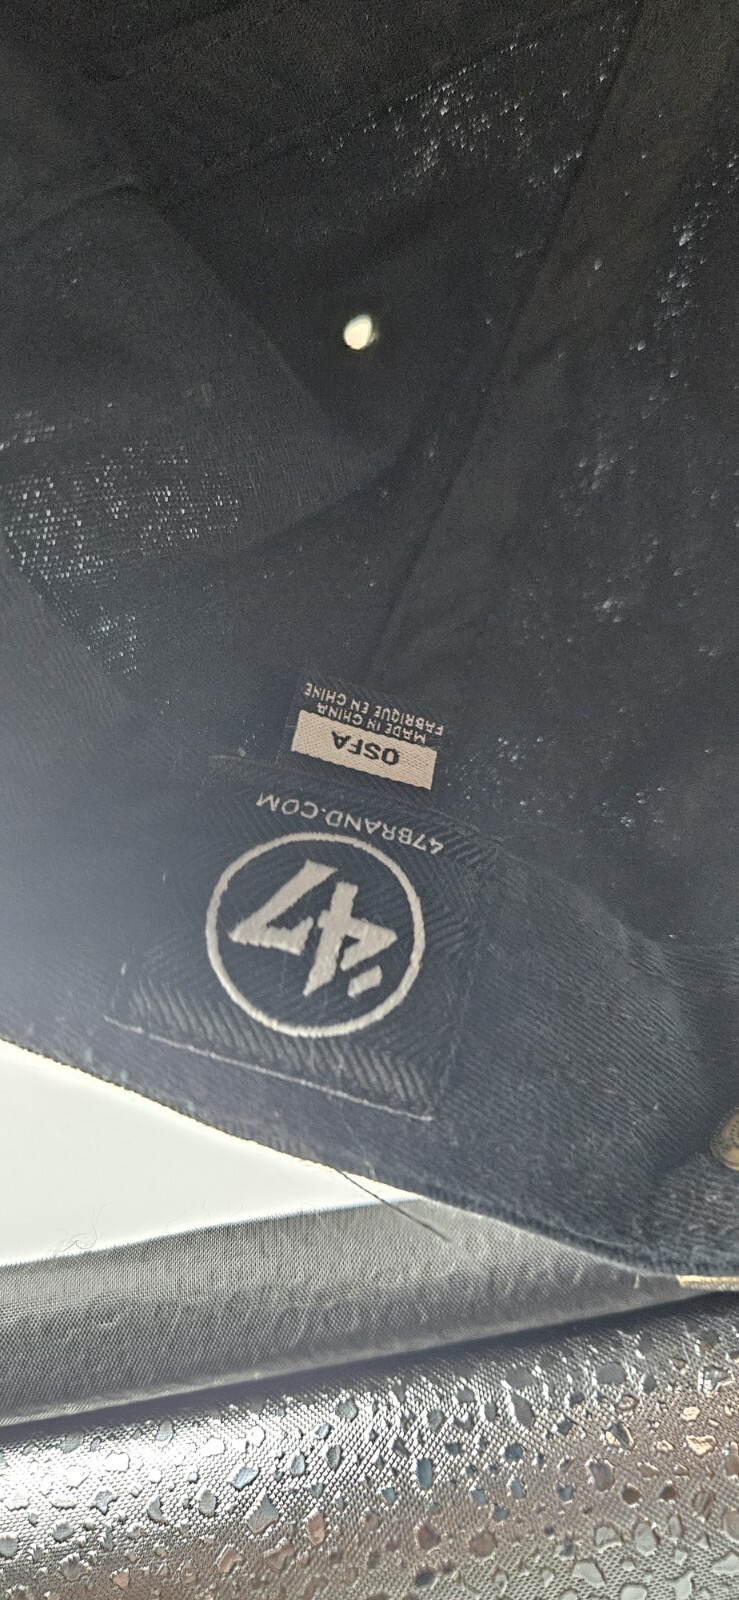 '47
47BRAND.COM
OSFA
MADE IN CHINA
FABRIQUE EN CHINE